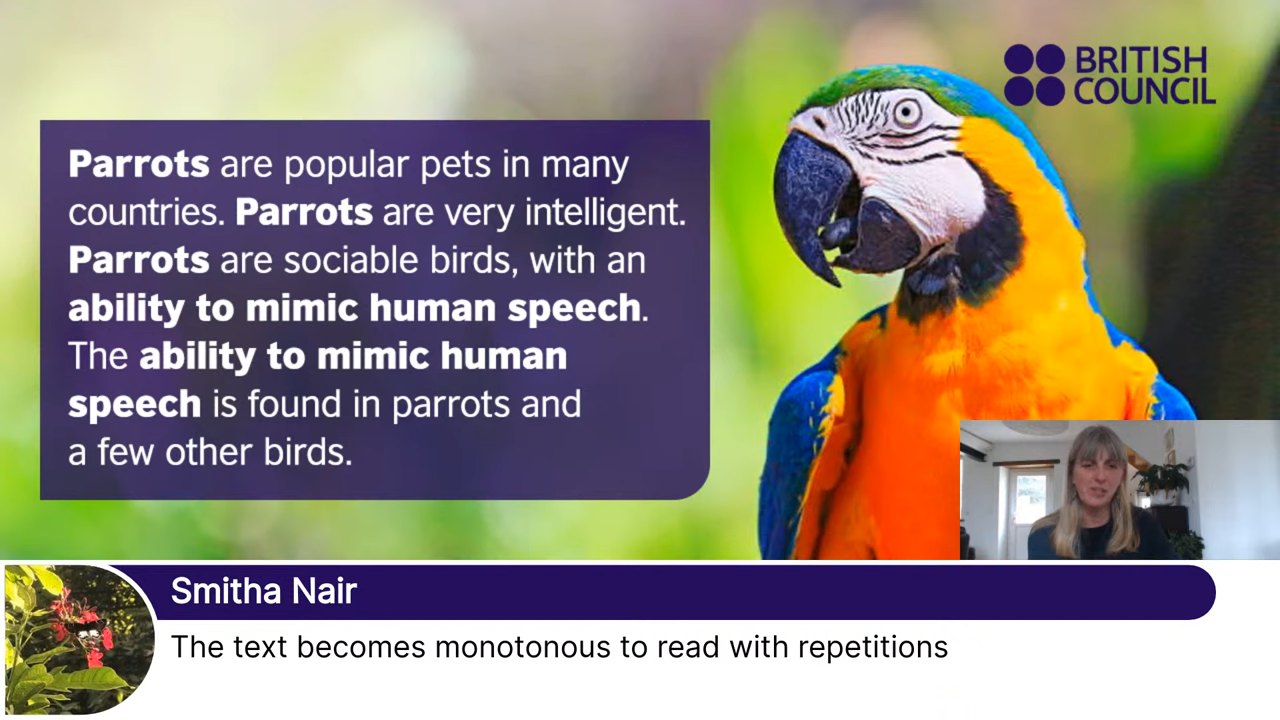 BRITISH
COUNCIL
Parrots are popular pets in many
countries. Parrots are very intelligent.
Parrots are sociable birds, with an
ability to mimic human speech.
The ability to mimic human
speech is found in parrots and
a few other birds.
Smitha Nair
The text becomes monotonous to read with repetitions